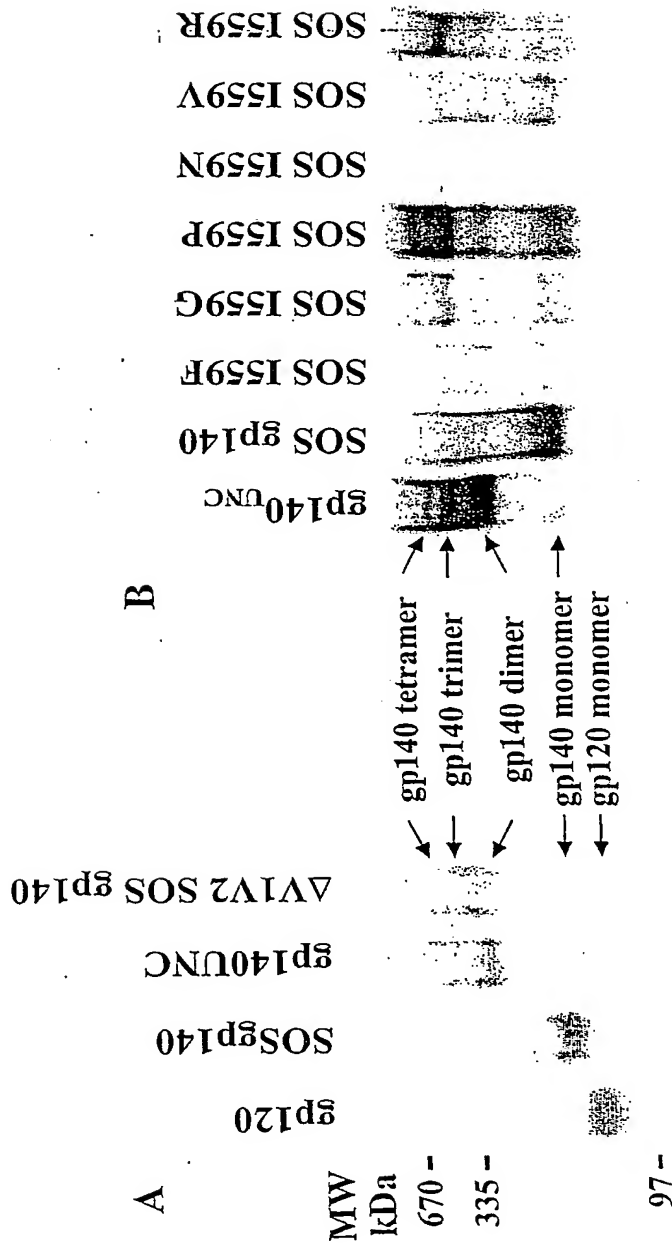 A
B
gp120
SOSgp140
gp140UNC
ΔV1V2 SOS gp140
gp140UNC
SOS gp140
SOS I559F
SOS I559G
SOS I559P
SOS I559N
SOS I559V
SOS I559R
MW
kDa
670 -
335 -
97 -
gp140 tetramer
gp140 trimer
gp140 dimer
gp140 monomer
gp120 monomer